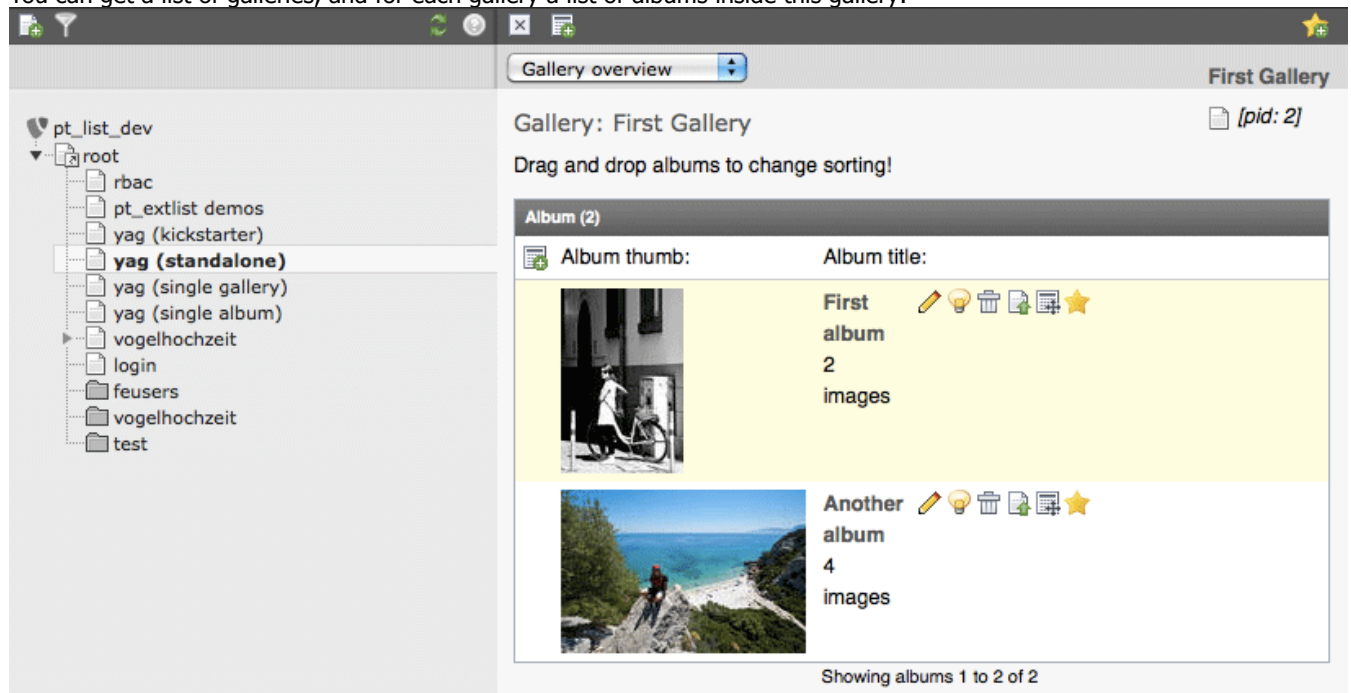 You can get a list of galleries, and for each gallery a list of albums inside this gallery.
Gallery overview
First Gallery
[pid: 2]
pt_list_dev
root
rbac
pt_extlist demos
yag (kickstarter)
yag (standalone)
yag (single gallery)
yag (single album)
vogelhochzeit
login
feusers
vogelhochzeit
test
Gallery: First Gallery
Drag and drop albums to change sorting!
Album (2)
Album thumb: Album title:
First
album
2
images
Another
album
4
images
Showing albums 1 to 2 of 2